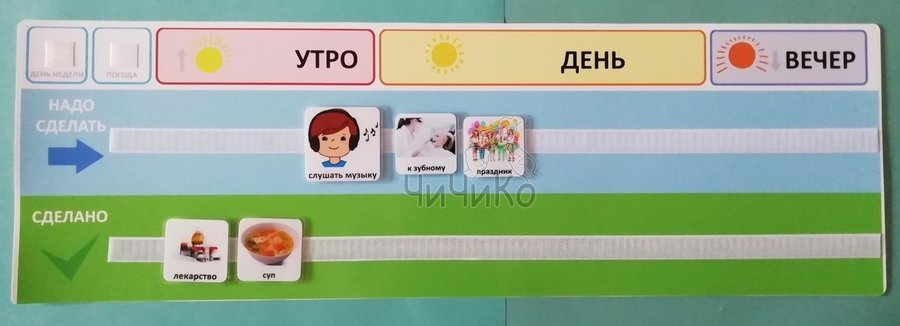 ДЕНЬ НЕДЕЛИ
ПОГОДА
УТРО
ДЕНЬ
ВЕЧЕР
НАДО
СДЕЛАТЬ
слушать музыку
к зубному
праздник
ЧиЧиКо
СДЕЛАНО
лекарство
суп